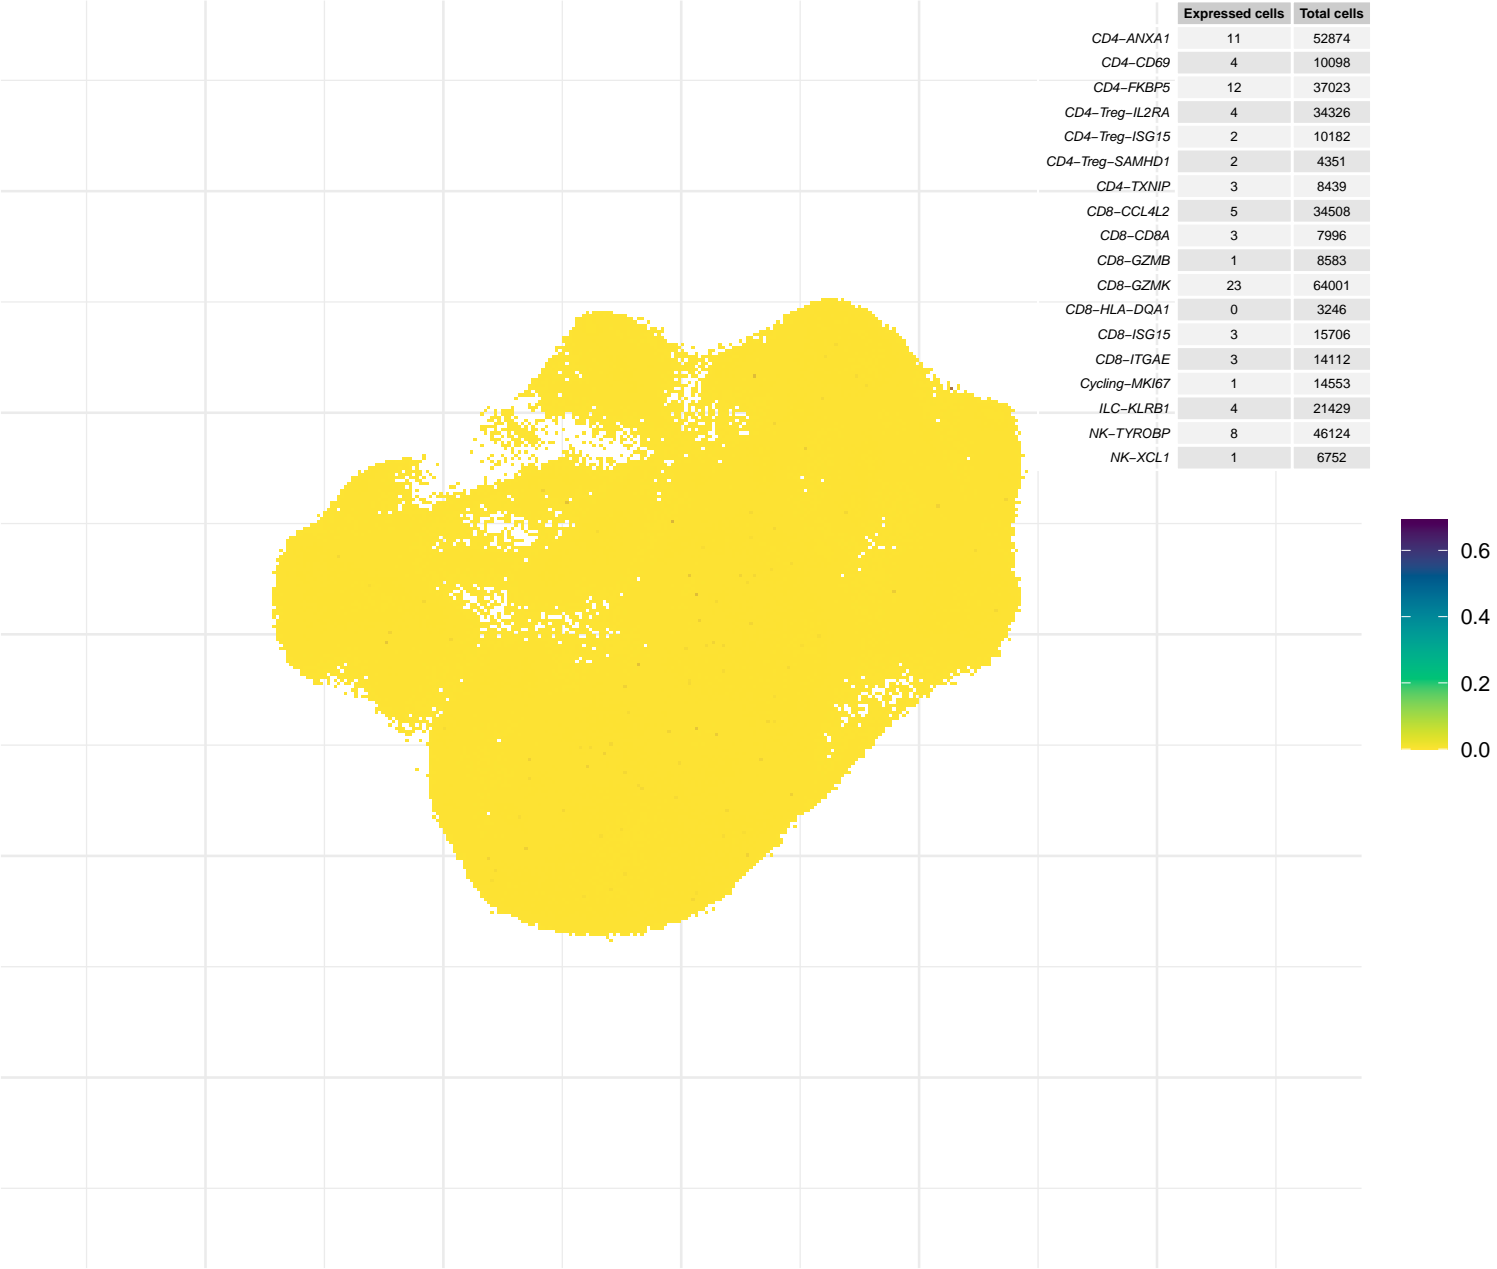 Expressed cells Total cells
CD4−ANXA1 11 52874
CD4−CD69 4 10098
CD4−FKBP5 12 37023
CD4−Treg−IL2RA 4 34326
CD4−Treg−ISG15 2 10182
CD4−Treg−SAMHD1 2 4351
CD4−TXNIP 3 8439
CD8−CCL4L2 5 34508
CD8−CD8A 3 7996
CD8−GZMB 1 8583
CD8−GZMK 23 64001
CD8−HLA−DQA1 0 3246
CD8−ISG15 3 15706
CD8−ITGAE 3 14112
Cycling−MKI67 1 14553
ILC−KLRB1 4 21429
NK−TYROBP 8 46124
NK−XCL1 1 6752
0.6
0.4
0.2
0.0